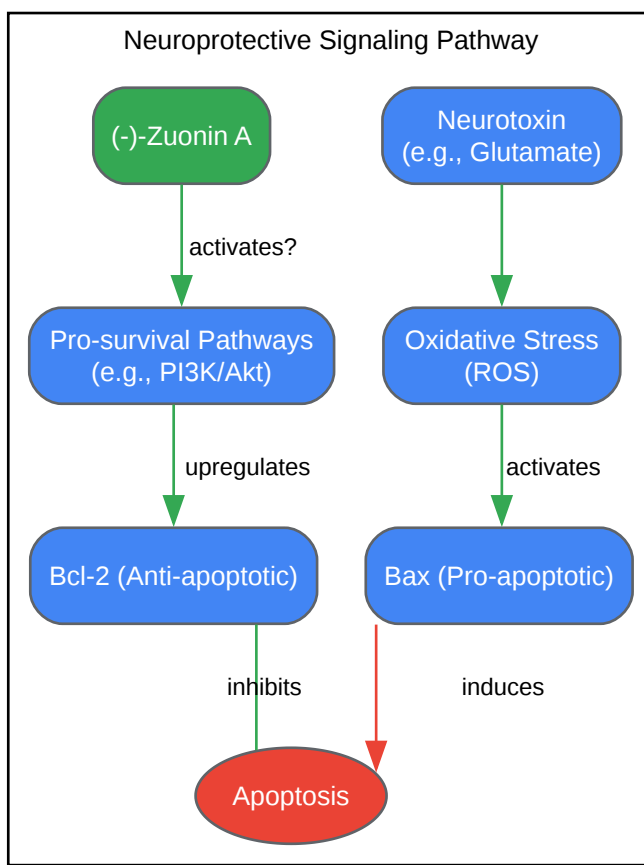 Neuroprotective Signaling Pathway
(-)-Zuonin A
Neurotoxin
(e.g., Glutamate)
activates?
Pro-survival Pathways
(e.g., PI3K/Akt)
Oxidative Stress
(ROS)
upregulates
activates
Bcl-2 (Anti-apoptotic)
Bax (Pro-apoptotic)
inhibits
induces
Apoptosis